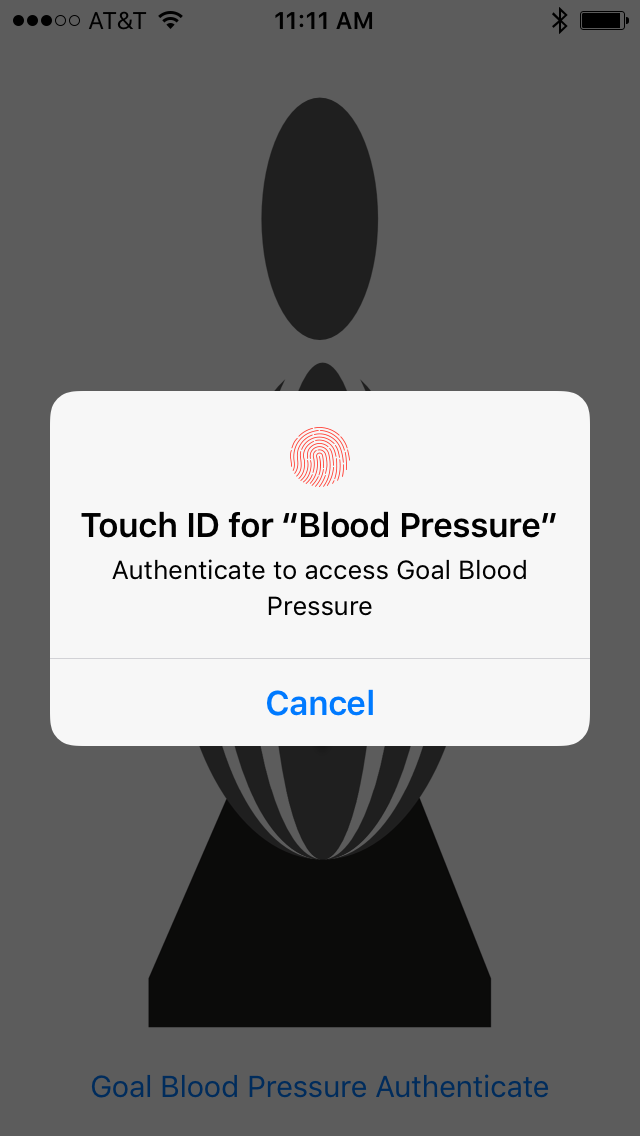 AT&T 11:11 AM
Touch ID for “Blood Pressure”
Authenticate to access Goal Blood
Pressure
Cancel
Goal Blood Pressure Authenticate